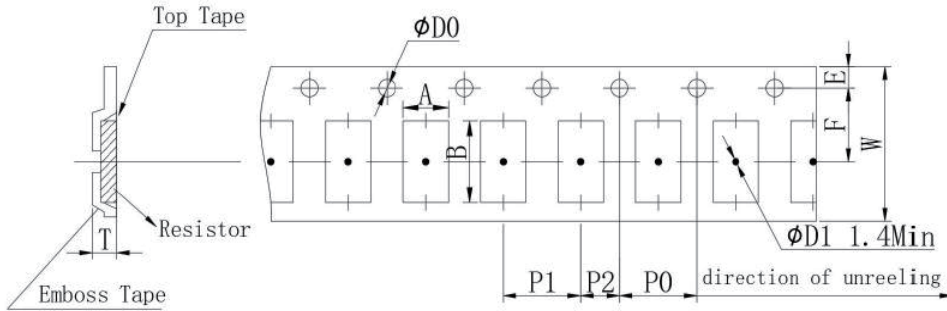 Top Tape
ϕD0
A
B
E
F
W
Resistor
T
Emboss Tape
ϕD1 1.4Min
P1
P2
P0
direction of unreeling